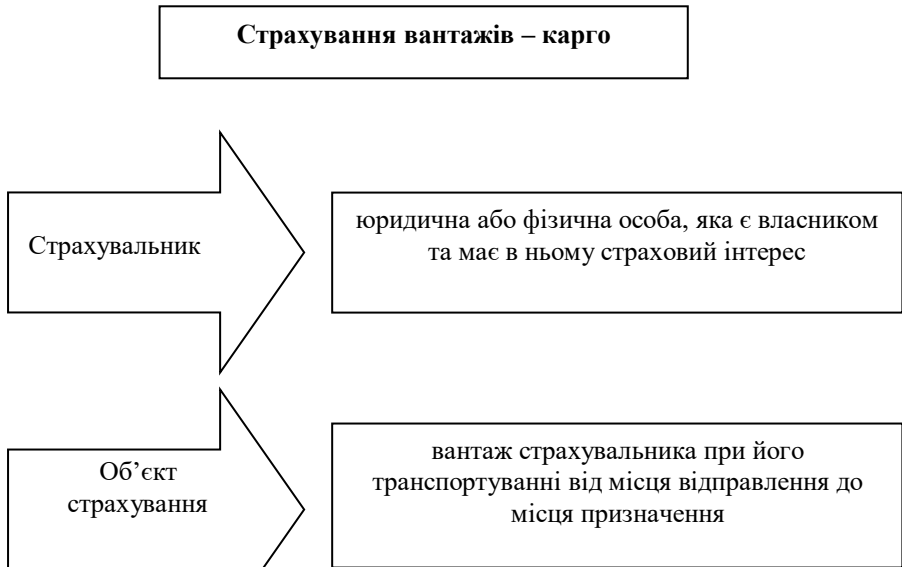 Страхування вантажів – карго
Страхувальник
юридична або фізична особа, яка є власником
та має в ньому страховий інтерес
Об’єкт
страхування
вантаж страхувальника при його
транспортуванні від місця відправлення до
місця призначення